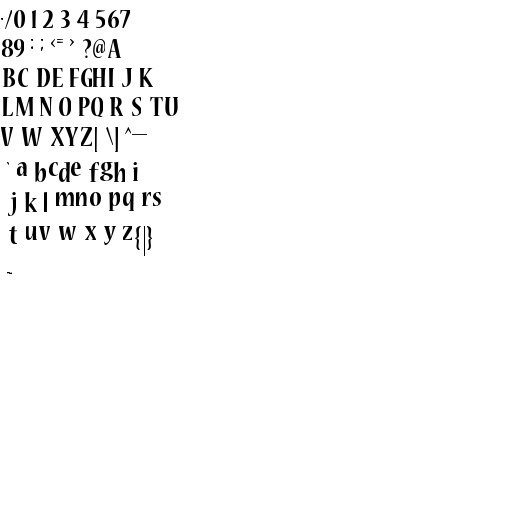 ./0 1 2 3 4 567
89 : ; < = > ?@A
BC DE FGHI J K
LM N O PQ R S TU
V W XYZ[ \] ^_
` a bcde fgh i
j k l mno pq rs
t uv w x y z{|}
~